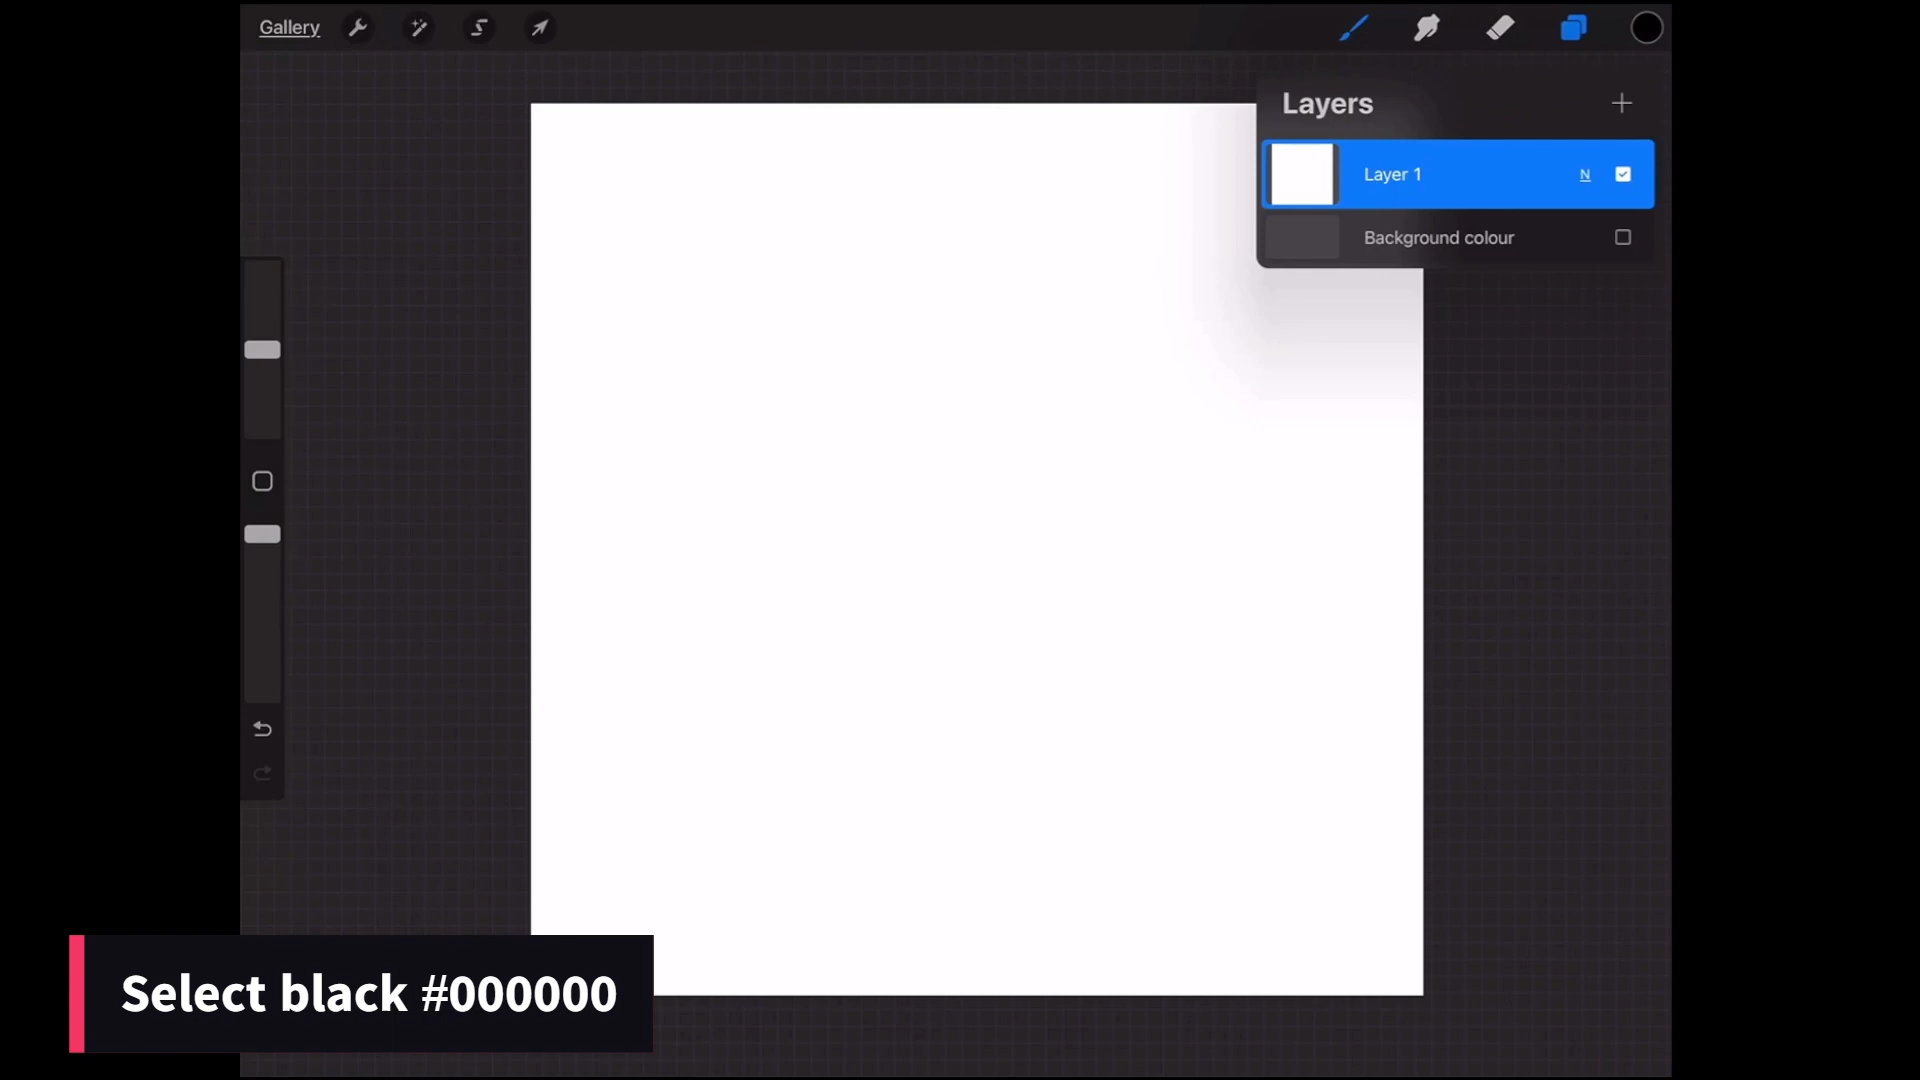 Gallery
Layers
Layer 1 N
Background colour
Select black #000000